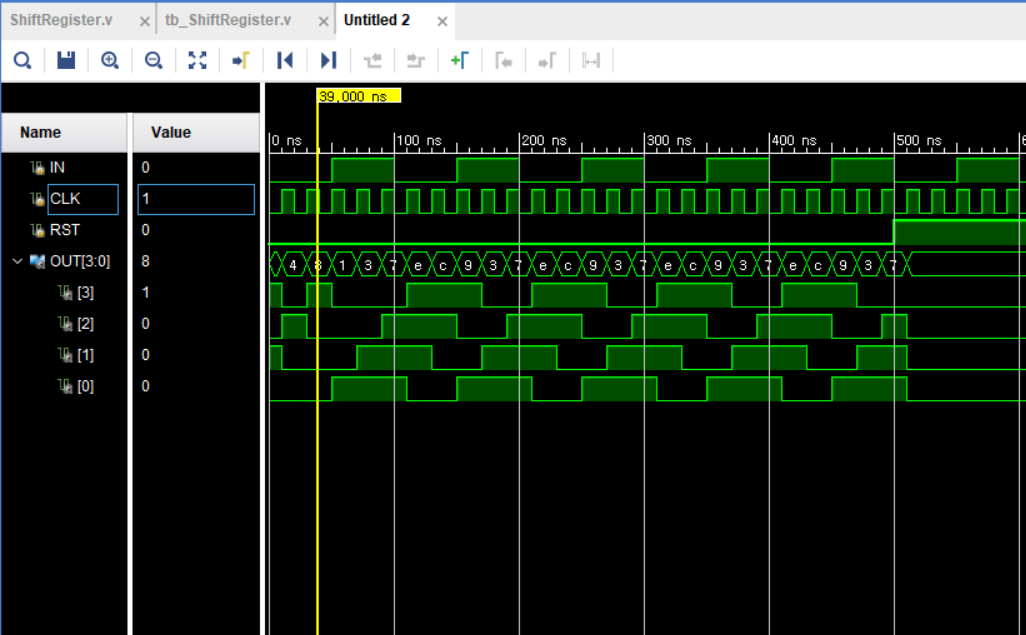 ShiftRegister.v × tb_ShiftRegister.v × Untitled 2 ×
39,000 ns
Name Value
0 ns 100 ns 200 ns 300 ns 400 ns 500 ns 6
IN 0
CLK 1
RST 0
OUT[3:0] 8 4 8 1 3 7 e c 9 3 7 e c 9 3 7 e c 9 3 7 e c 9 3 7
[3] 1
[2] 0
[1] 0
[0] 0